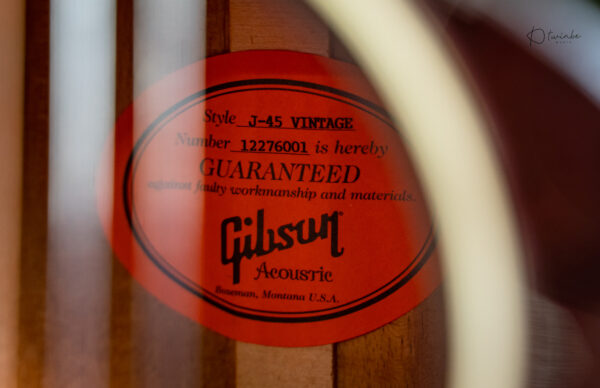 Style J-45 VINTAGE
Number 12276001 is hereby
GUARANTEED
against faulty workmanship and materials.
Gibson
Acoustic
Bozeman, Montana U.S.A.